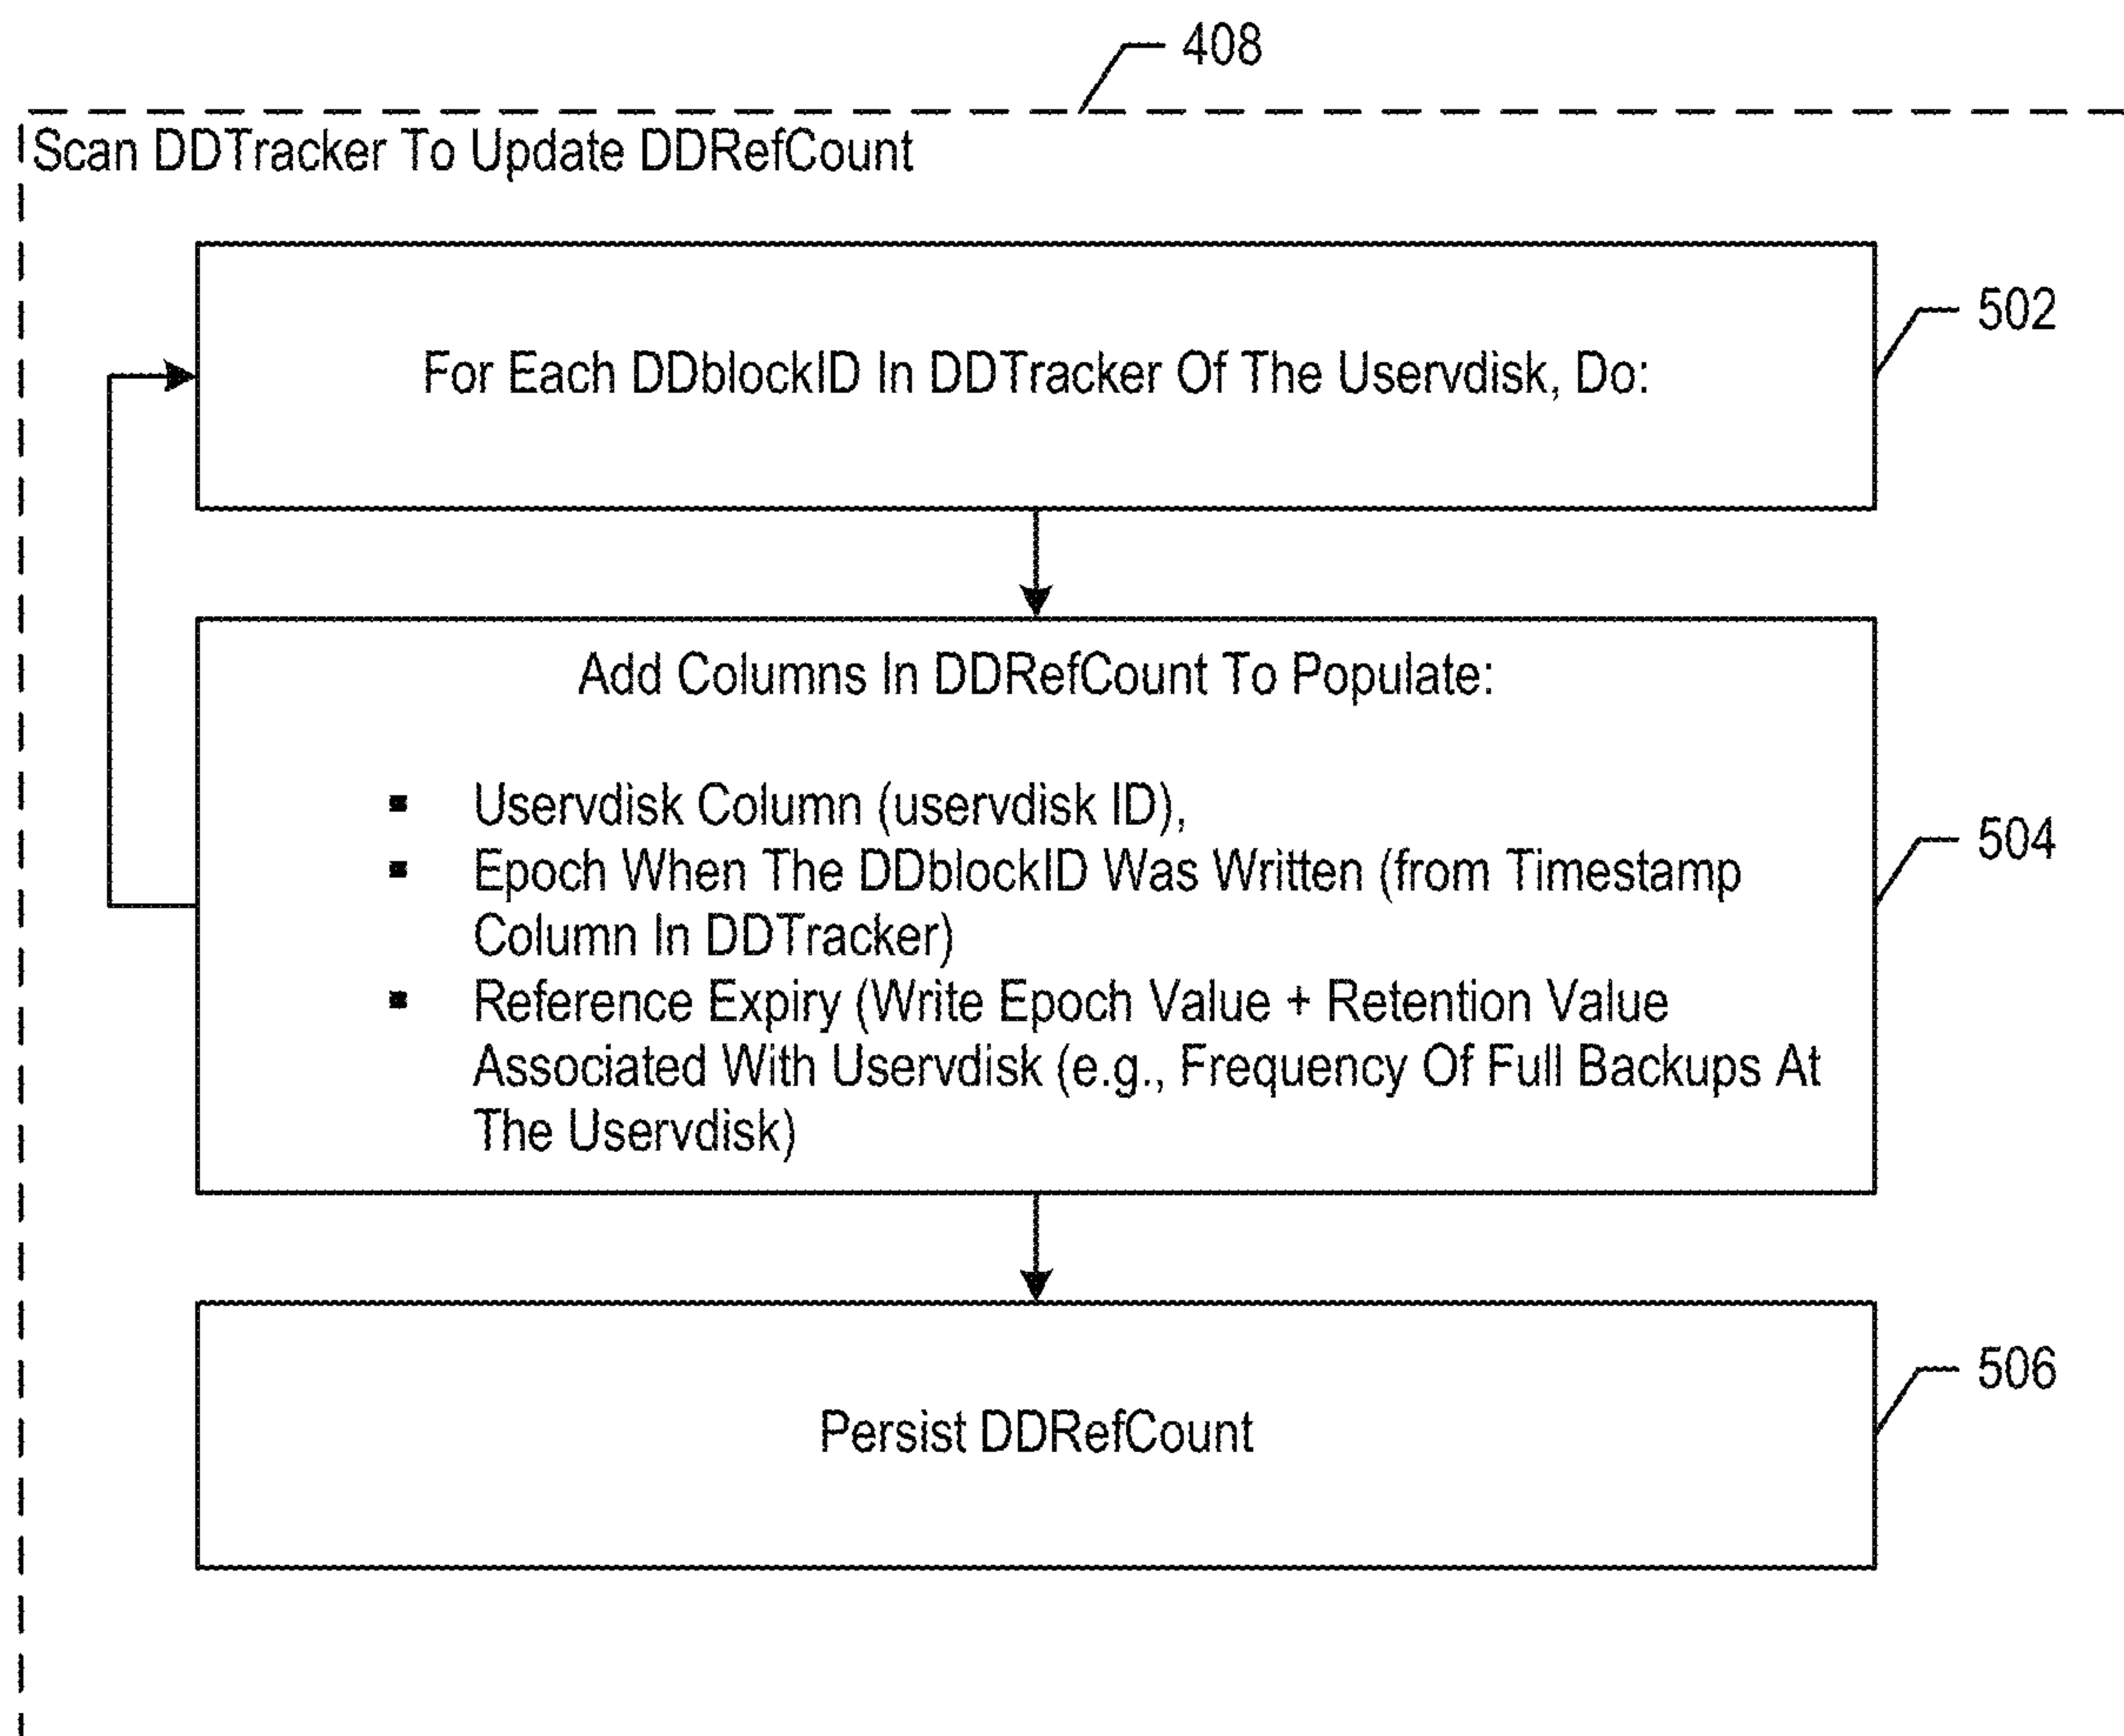 408
Scan DDTracker To Update DDRefCount
502
For Each DDblockID In DDTracker Of The Uservdisk, Do:
Add Columns In DDRefCount To Populate:
▪ Uservdisk Column (uservdisk ID),
▪ Epoch When The DDblockID Was Written (from Timestamp
504
Column In DDTracker)
▪ Reference Expiry (Write Epoch Value + Retention Value
Associated With Uservdisk (e.g., Frequency Of Full Backups At
The Uservdisk)
506
Persist DDRefCount